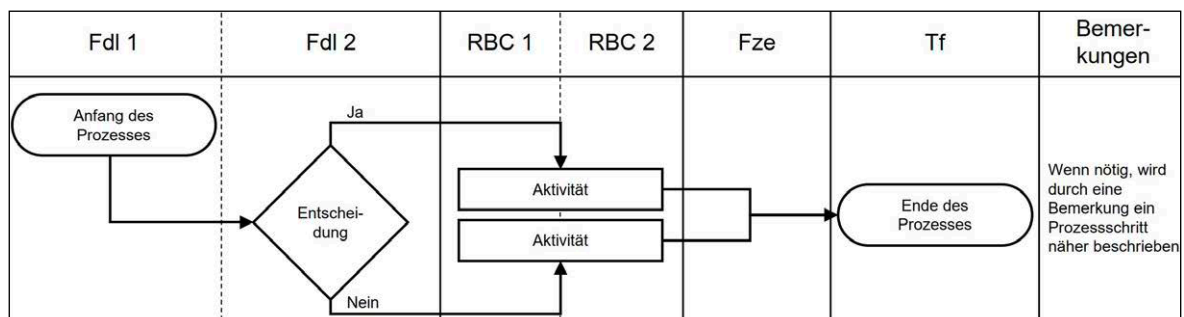 Fdl 1
Fdl 2
RBC 1
RBC 2
Fze
Tf
Bemer-
kungen
Anfang des
Prozesses
Ja
Entschei-
dung
Nein
Aktivität
Aktivität
Ende des
Prozesses
Wenn nötig, wird
durch eine
Bemerkung ein
Prozessschritt
näher beschrieben